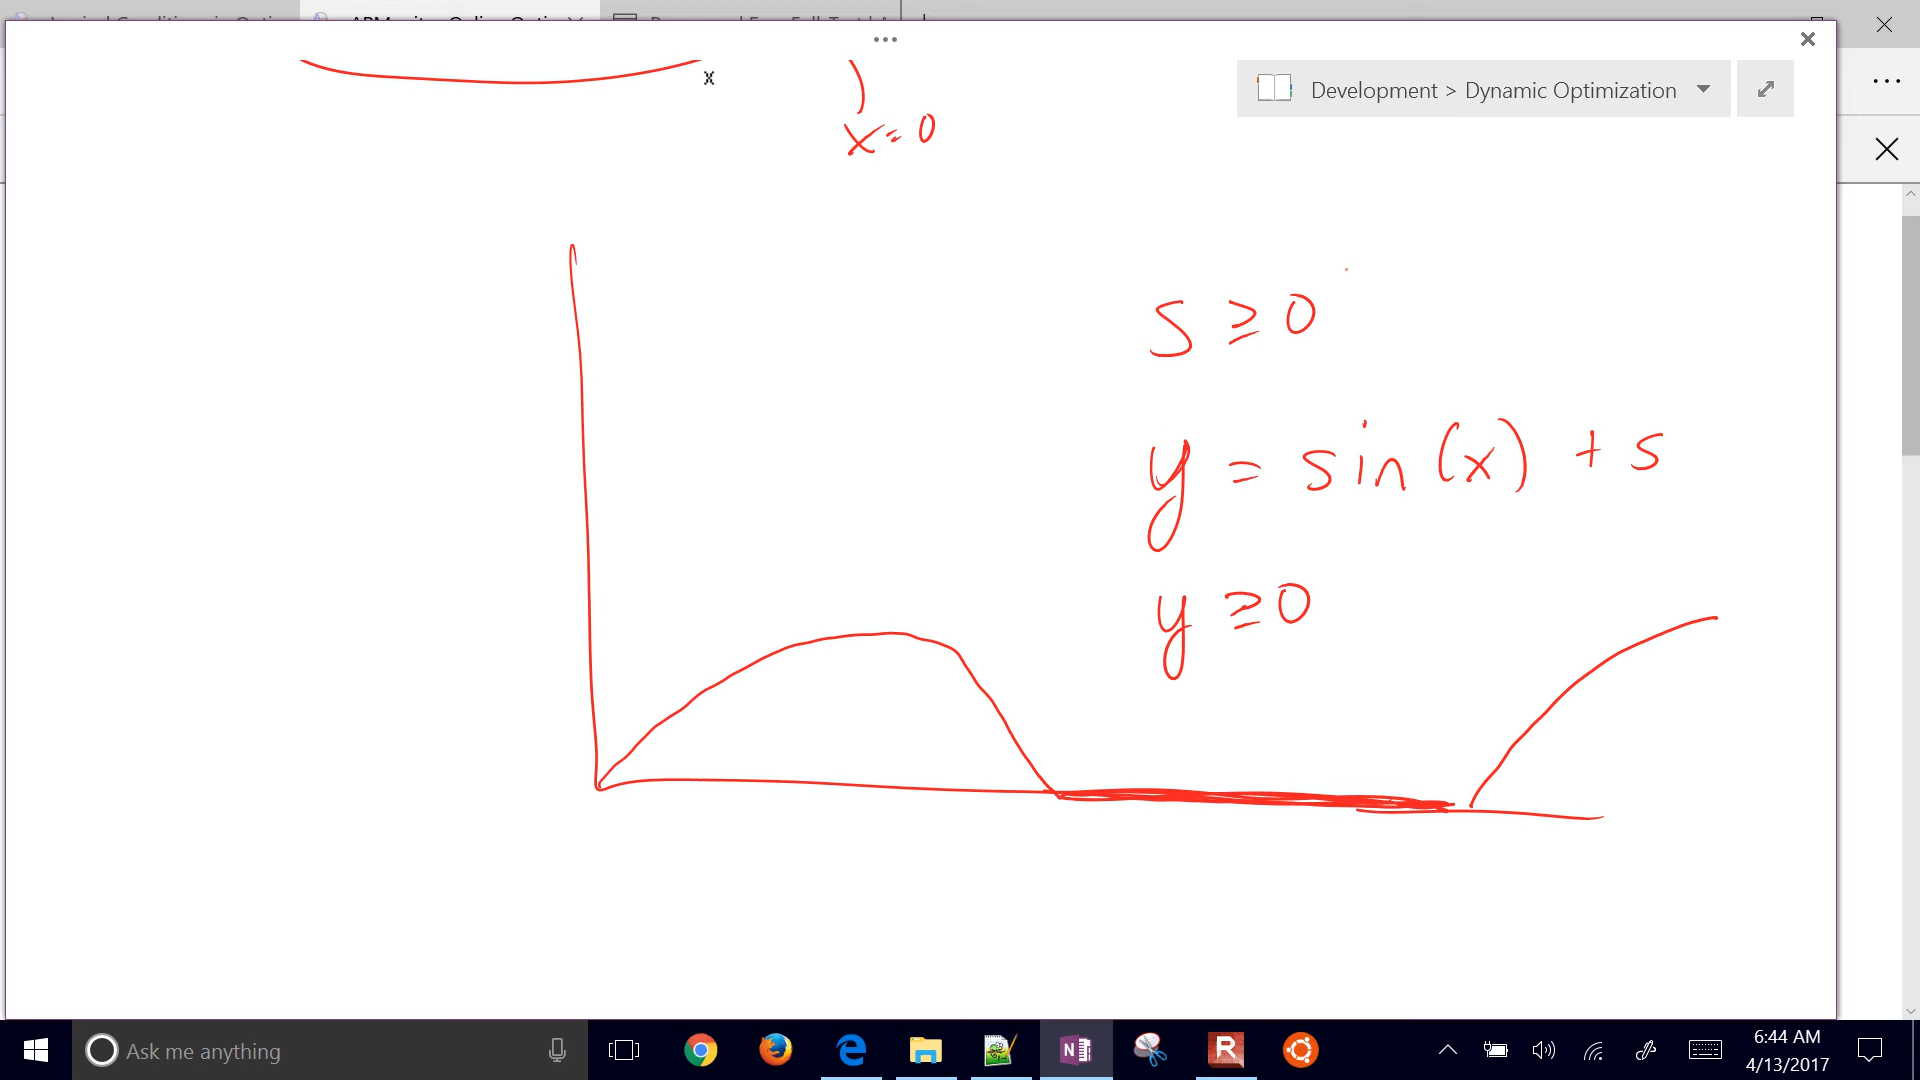 x
Development > Dynamic Optimization
x = 0
s ≥ 0
y = sin(x) + s
y ≥ 0
Ask me anything
N
R
6:44 AM
4/13/2017